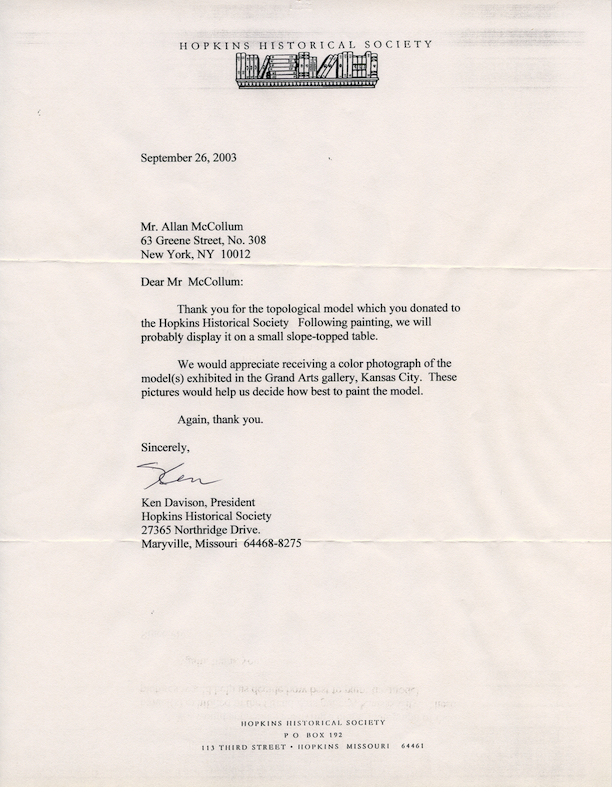 HOPKINS HISTORICAL SOCIETY
September 26, 2003
Mr. Allan McCollum
63 Greene Street, No. 308
New York, NY 10012
Dear Mr McCollum:
Thank you for the topological model which you donated to
the Hopkins Historical Society Following painting, we will
probably display it on a small slope-topped table.
We would appreciate receiving a color photograph of the
model(s) exhibited in the Grand Arts gallery, Kansas City. These
pictures would help us decide how best to paint the model.
Again, thank you.
Sincerely,
Ken
Ken Davison, President
Hopkins Historical Society
27365 Northridge Drive.
Maryville, Missouri 64468-8275
HOPKINS HISTORICAL SOCIETY
P O BOX 192
113 THIRD STREET • HOPKINS MISSOURI 64461